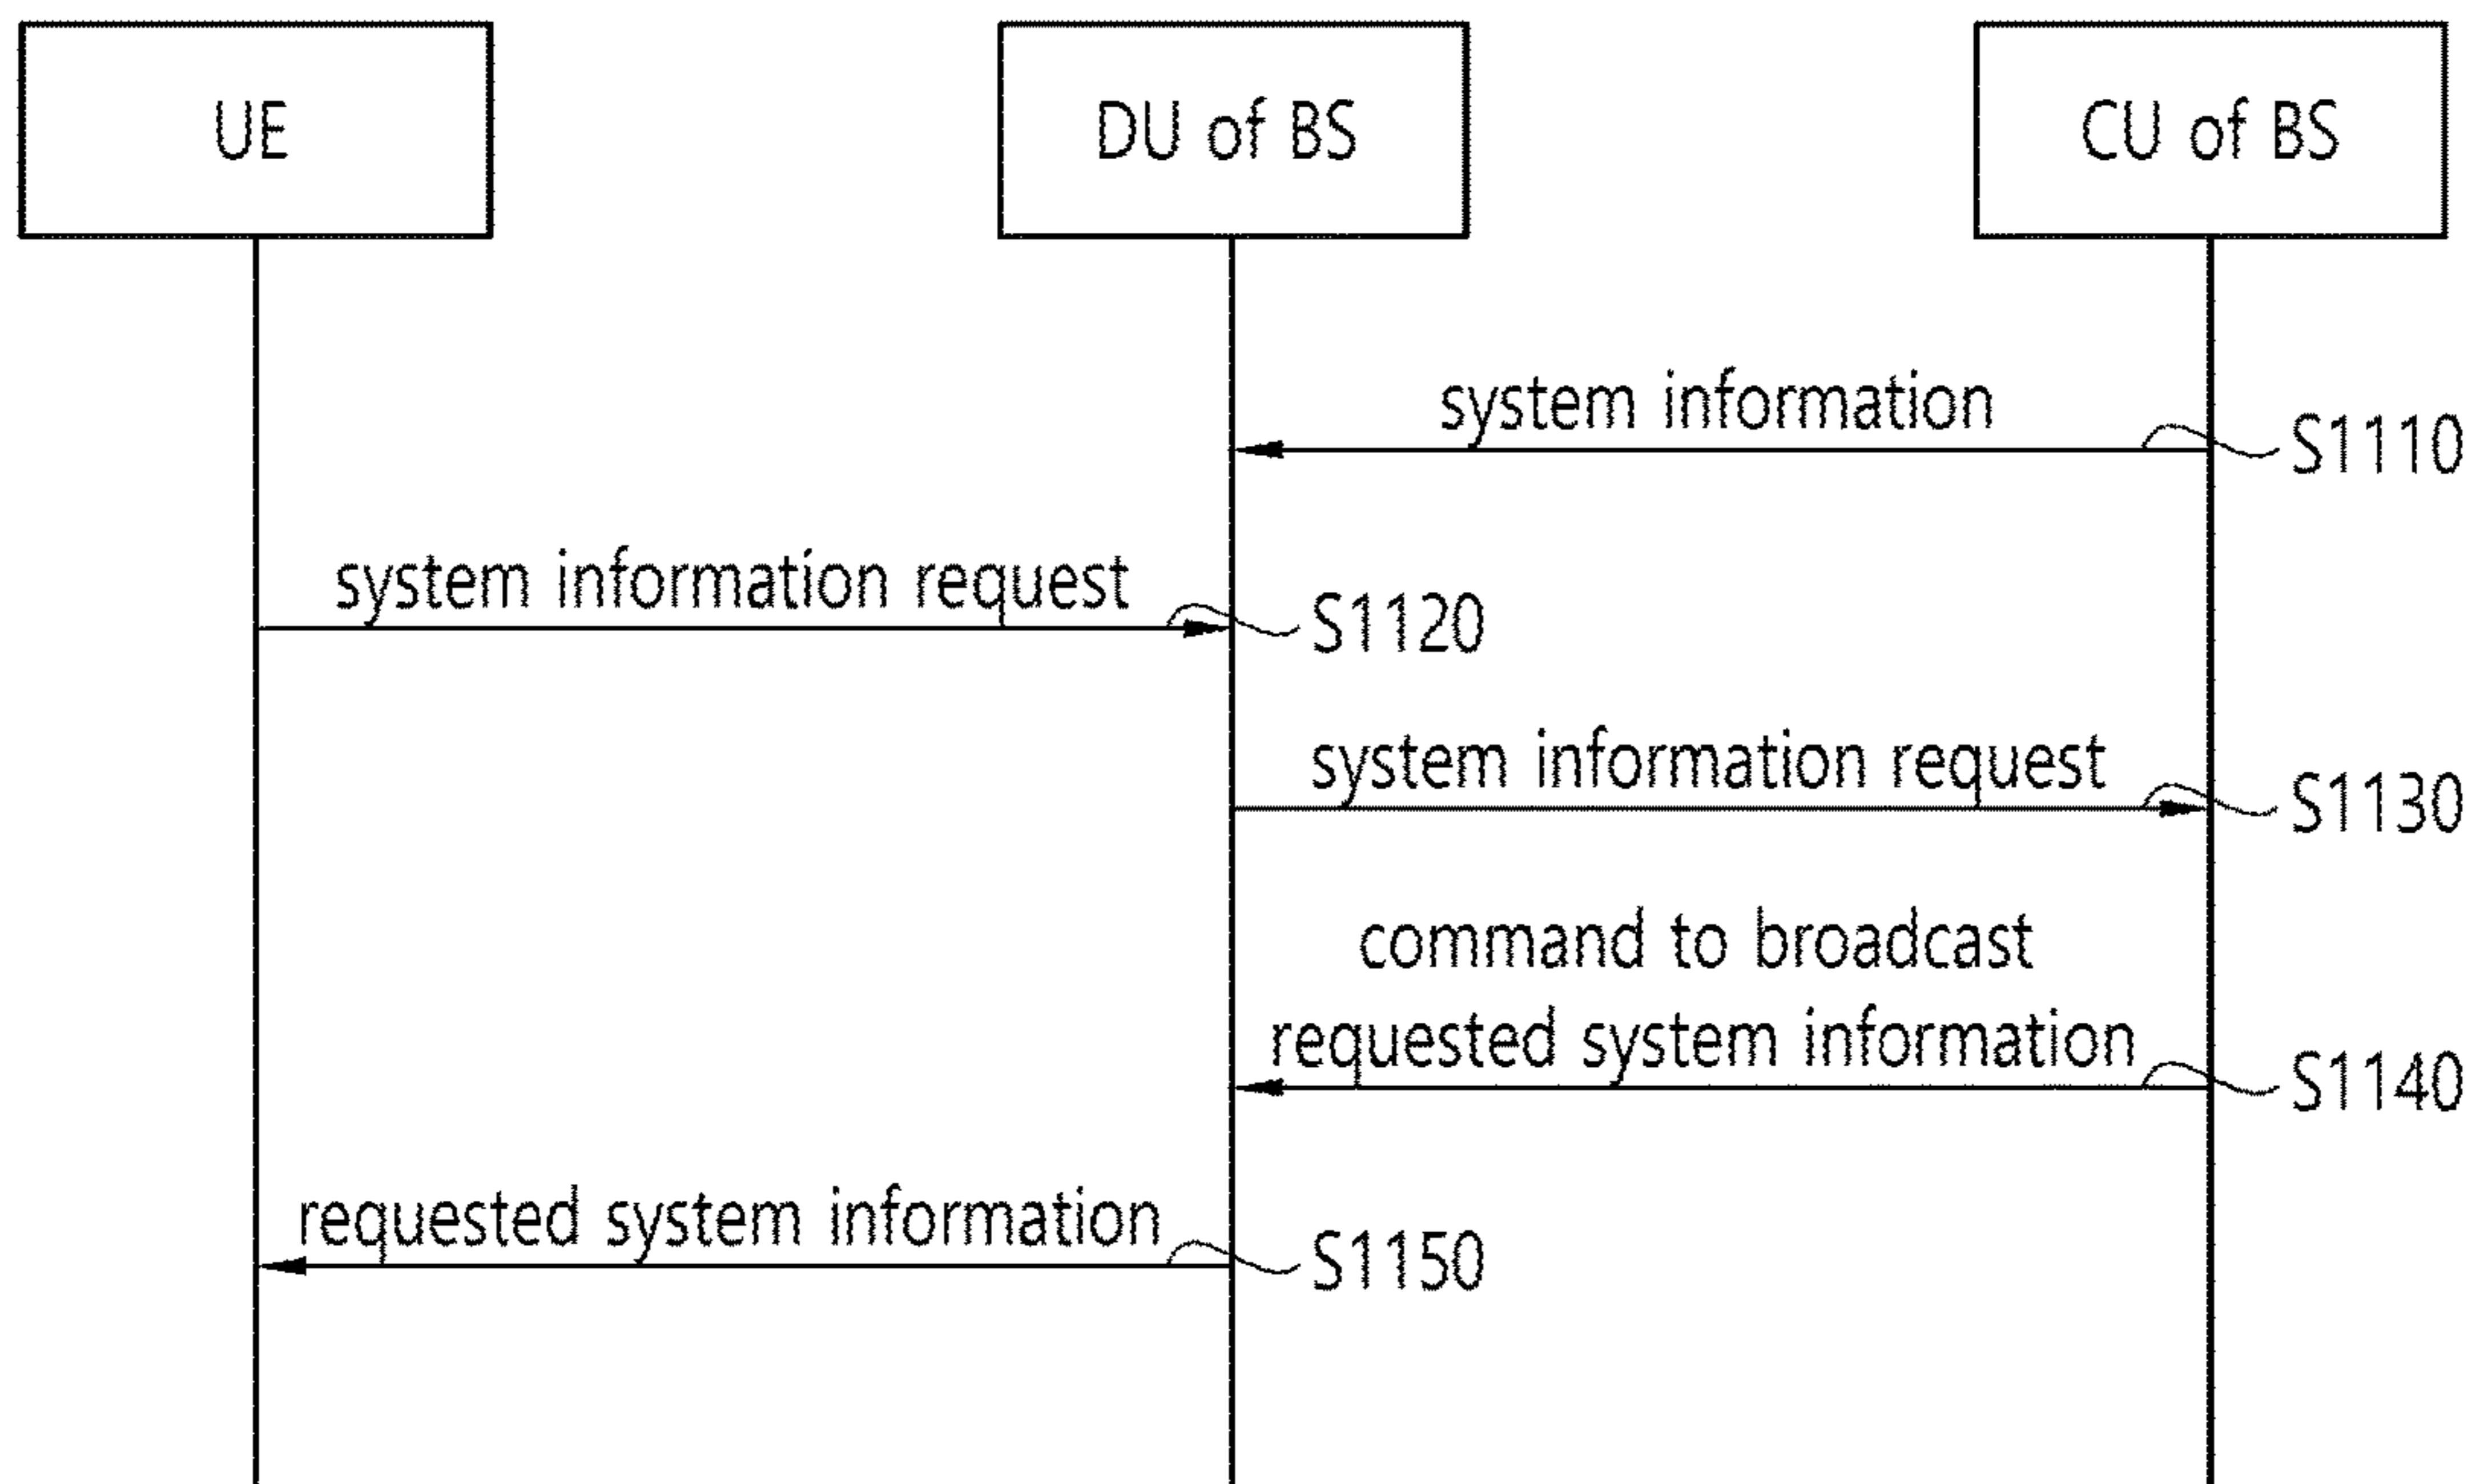 UE
DU of BS
CU of BS
system information
S1110
system information request
S1120
system information request
S1130
command to broadcast
requested system information
S1140
requested system information
S1150